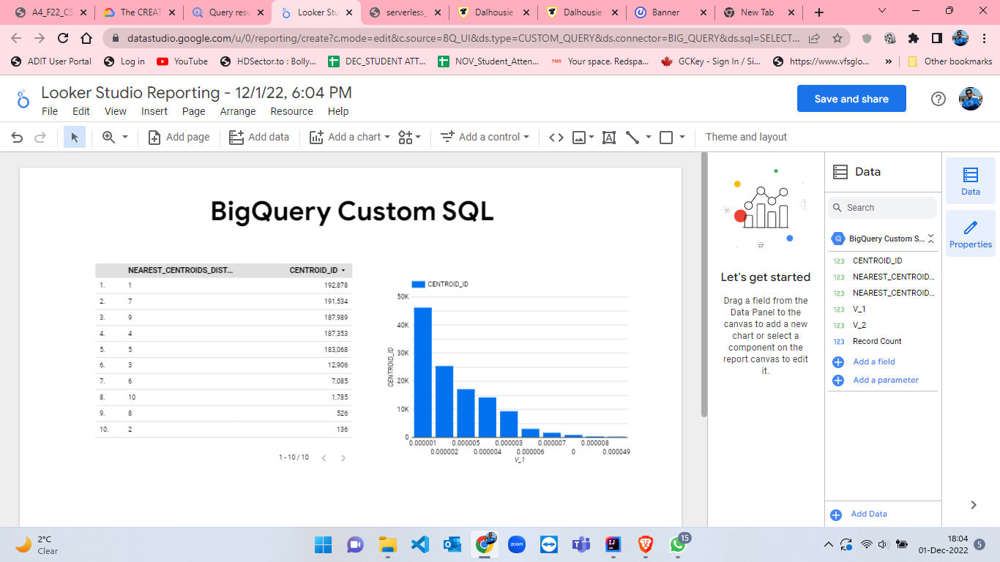 A4_F22_CS
The CREAT
Query resu
Looker Stu
serverless_
Dalhousie
Dalhousie
Banner
New Tab
datastudio.google.com/u/0/reporting/create?c.mode=edit&c.source=BQ_UI&ds.type=CUSTOM_QUERY&ds.connector=BIG_QUERY&ds.sql=SELECT...
ADIT User Portal
Log in
YouTube
HDSector.to : Bolly...
DEC_STUDENT ATT...
NOV_Student_Atten...
TMS Your space. Redspa...
GCKey - Sign In / Si...
https://www.vfsglo...
»
Other bookmarks
Looker Studio Reporting - 12/1/22, 6:04 PM
File Edit View Insert Page Arrange Resource Help
Save and share
Add page
Add data
Add a chart
Add a control
Theme and layout
BigQuery Custom SQL
NEAREST_CENTROIDS_DIST... CENTROID_ID
1. 1 192,878
2. 7 191,534
3. 9 187,989
4. 4 187,353
5. 5 183,068
6. 3 12,906
7. 6 7,085
8. 10 1,785
9. 8 526
10. 2 136
1 - 10 / 10
CENTROID_ID
50K
40K
30K
20K
10K
0
CENTROID_ID
0.000001 0.000005 0.000003 0.000007 0.000008
0.000002 0.000004 0.000006 0 0.000049
V_1
Let's get started
Drag a field from the
Data Panel to the
canvas to add a new
chart or select a
component on the
report canvas to edit
it.
Data
Search
BigQuery Custom S...
123 CENTROID_ID
123 NEAREST_CENTROID...
123 NEAREST_CENTROID...
123 V_1
123 V_2
123 Record Count
Add a field
Add a parameter
Add Data
Data
Properties
2°C
Clear
zoom
IJ
15
18:04
01-Dec-2022
5